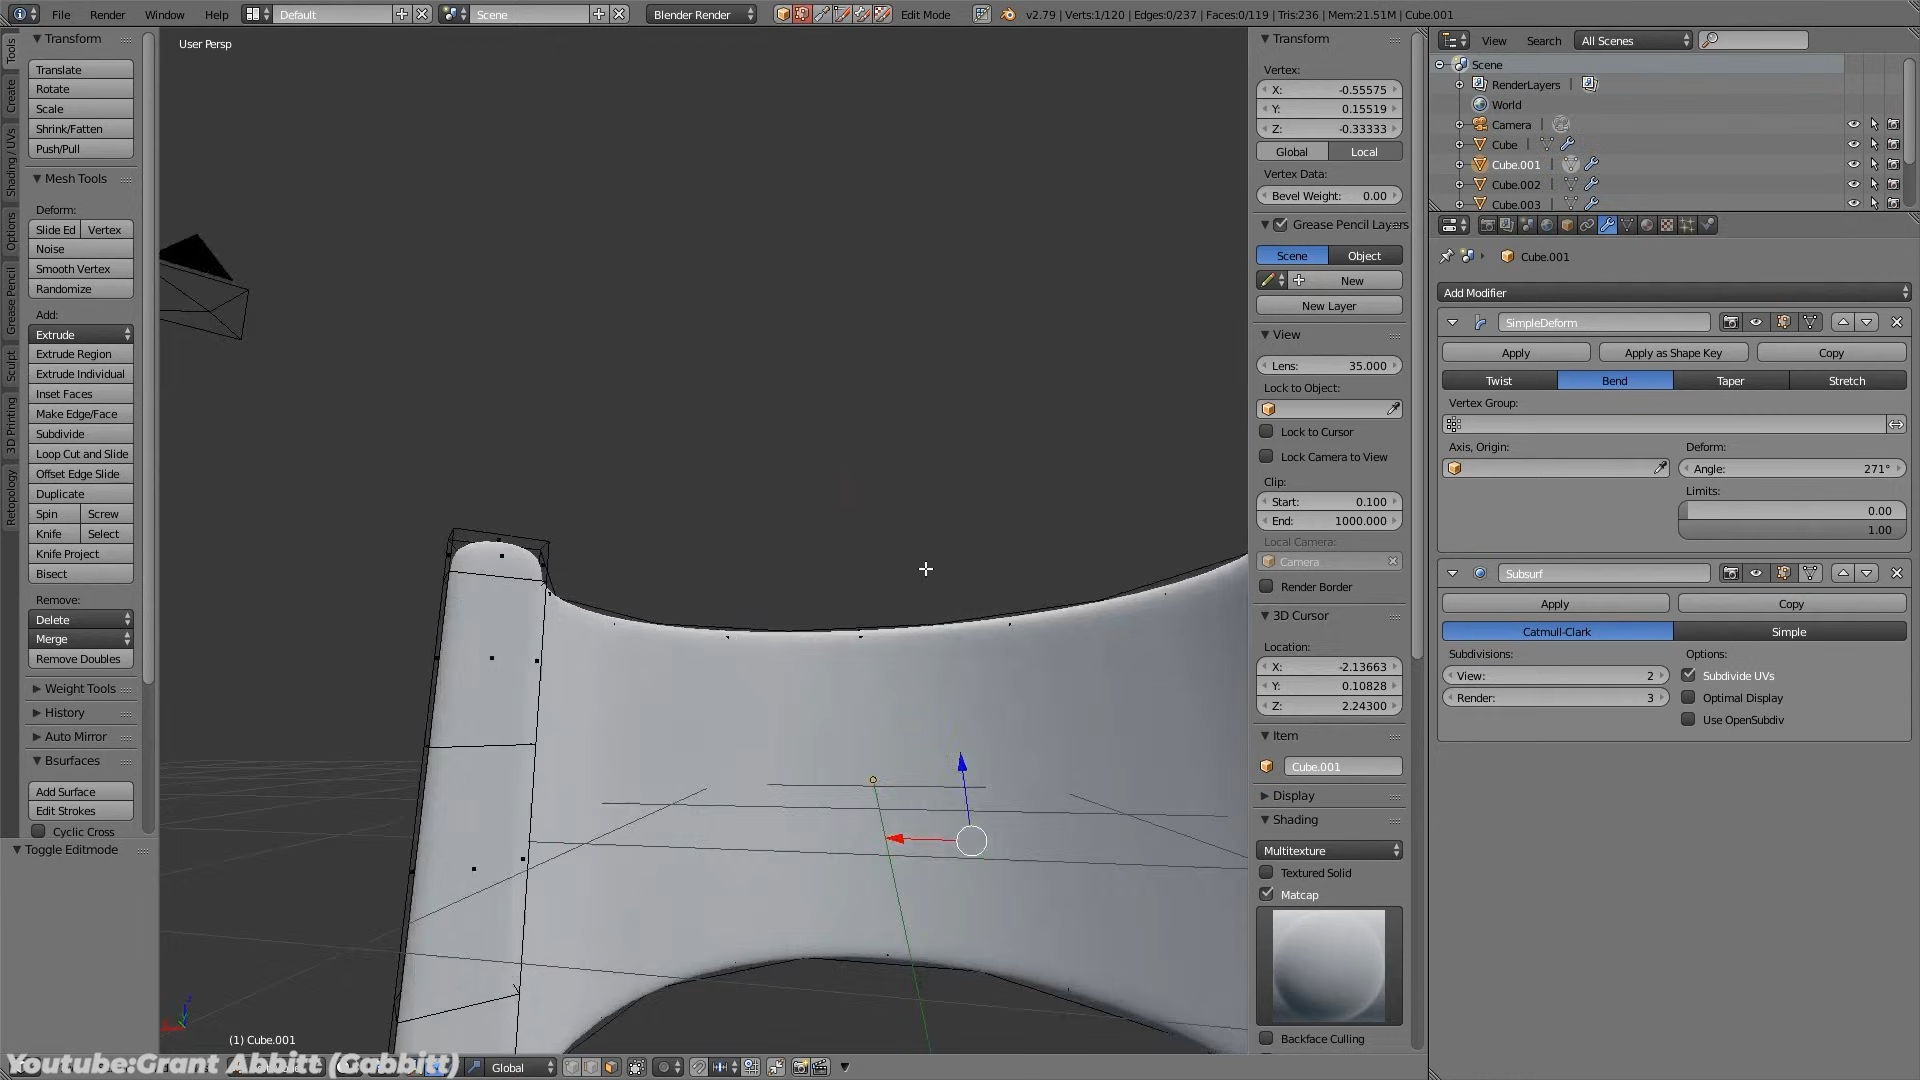 File Render Window Help Default Scene Blender Render Edit Mode v2.79 | Verts:1/120 | Edges:0/237 | Faces:0/119 | Tris:236 | Mem:21.51M | Cube.001
Tools
Create
Shading / UVs
Options
Grease Pencil
Sculpt
3D Printing
Retopology
Transform
Translate
Rotate
Scale
Shrink/Fatten
Push/Pull
Mesh Tools
Deform:
Slide Ed Vertex
Noise
Smooth Vertex
Randomize
Add:
Extrude
Extrude Region
Extrude Individual
Inset Faces
Make Edge/Face
Subdivide
Loop Cut and Slide
Offset Edge Slide
Duplicate
Spin Screw
Knife Select
Knife Project
Bisect
Remove:
Delete
Merge
Remove Doubles
Weight Tools
History
Auto Mirror
Bsurfaces
Add Surface
Edit Strokes
Cyclic Cross
Toggle Editmode
User Persp
(1) Cube.001
Youtube:Grant Abbitt (Gabbitt)
Global
Transform
Vertex:
X: -0.55575
Y: 0.15519
Z: -0.33333
Global Local
Vertex Data:
Bevel Weight: 0.00
Grease Pencil Layers
Scene Object
New
New Layer
View
Lens: 35.000
Lock to Object:
Lock to Cursor
Lock Camera to View
Clip:
Start: 0.100
End: 1000.000
Local Camera:
Camera
Render Border
3D Cursor
Location:
X: -2.13663
Y: 0.10828
Z: 2.24300
Item
Cube.001
Display
Shading
Multitexture
Textured Solid
Matcap
Backface Culling
View Search All Scenes
Scene
RenderLayers
World
Camera
Cube
Cube.001
Cube.002
Cube.003
Cube.001
Add Modifier
SimpleDeform
Apply Apply as Shape Key Copy
Twist Bend Taper Stretch
Vertex Group:
Axis, Origin: Deform:
Angle: 271°
Limits:
0.00
1.00
Subsurf
Apply Copy
Catmull-Clark Simple
Subdivisions: Options:
View: 2 Subdivide UVs
Render: 3 Optimal Display
Use OpenSubdiv